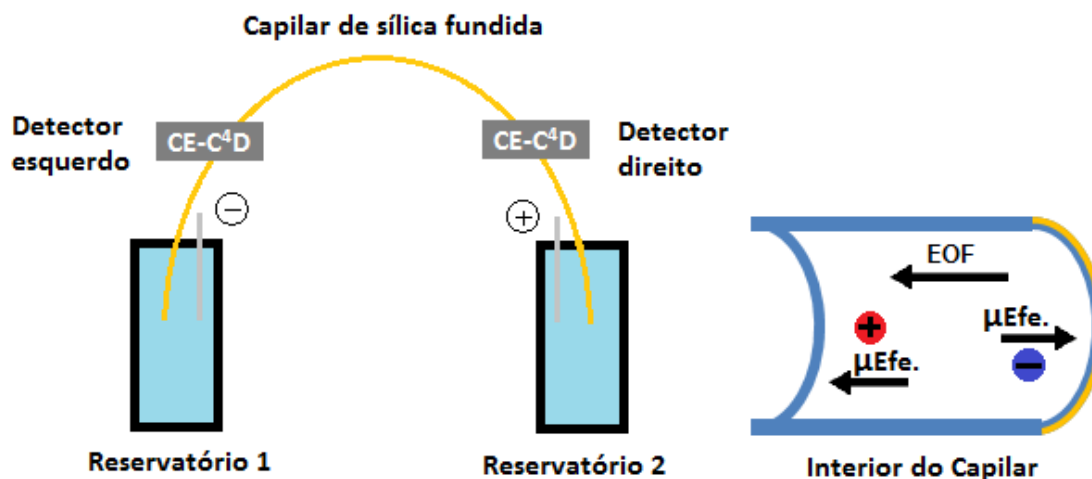 Capilar de sílica fundida
Detector
esquerdo
CE-C⁴D
CE-C⁴D
Detector
direito
−
+
EOF
+
μEfe.
μEfe.
−
Reservatório 1
Reservatório 2
Interior do Capilar